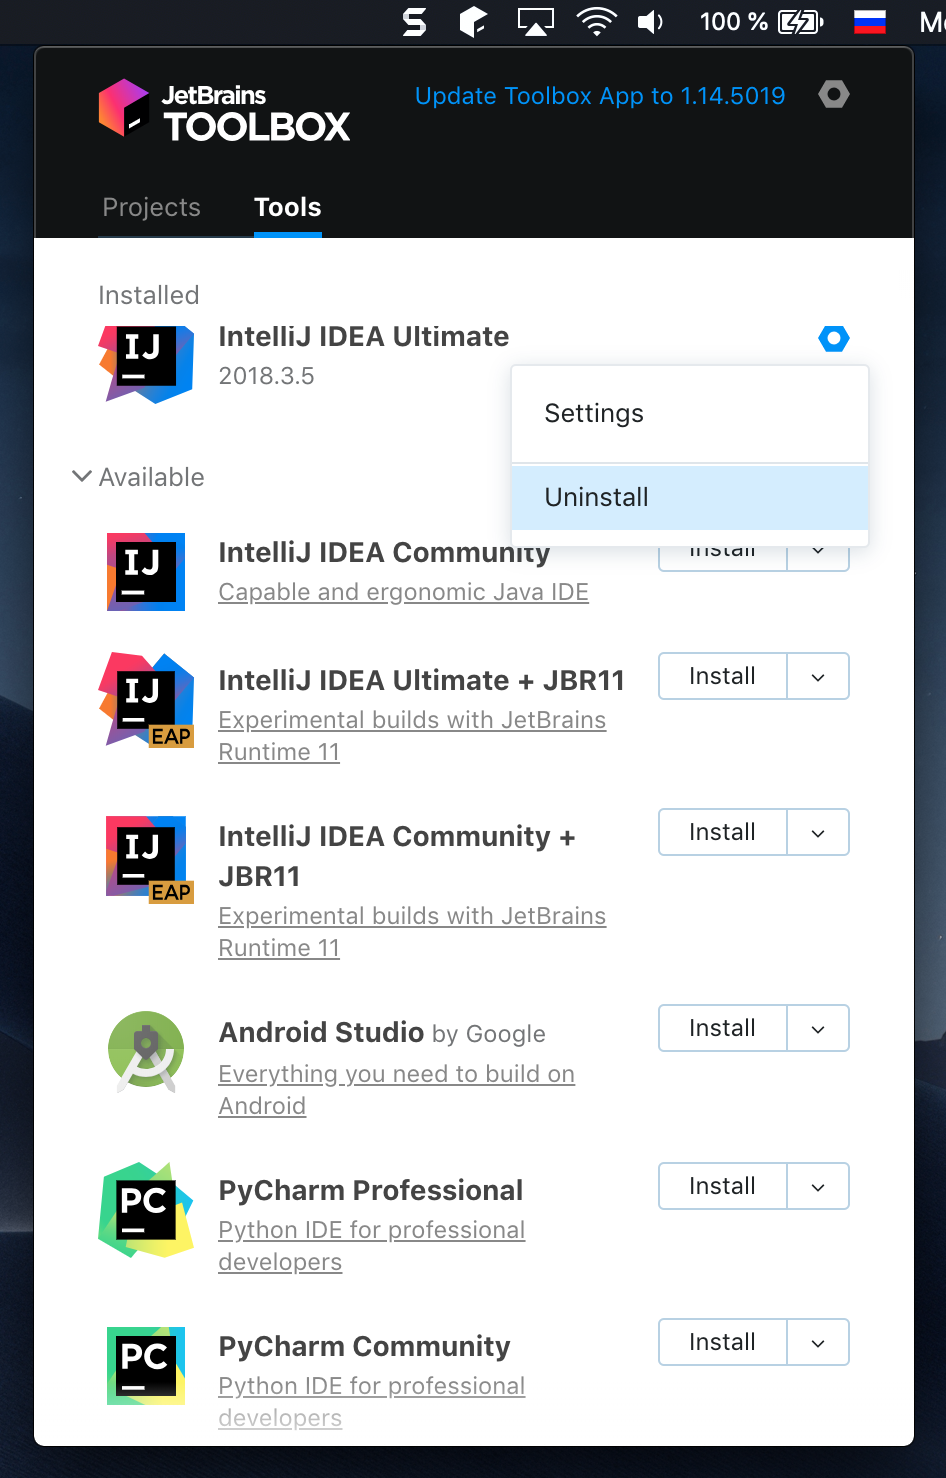 100 %
JetBrains
TOOLBOX
Update Toolbox App to 1.14.5019
Projects
Tools
Installed
IJ
IntelliJ IDEA Ultimate
2018.3.5
Settings
Uninstall
Available
IJ
IntelliJ IDEA Community
Install
Capable and ergonomic Java IDE
IJ
EAP
IntelliJ IDEA Ultimate + JBR11
Install
Experimental builds with JetBrains
Runtime 11
IJ
EAP
IntelliJ IDEA Community +
JBR11
Install
Experimental builds with JetBrains
Runtime 11
Android Studio by Google
Install
Everything you need to build on
Android
PC
PyCharm Professional
Install
Python IDE for professional
developers
PC
PyCharm Community
Install
Python IDE for professional
developers